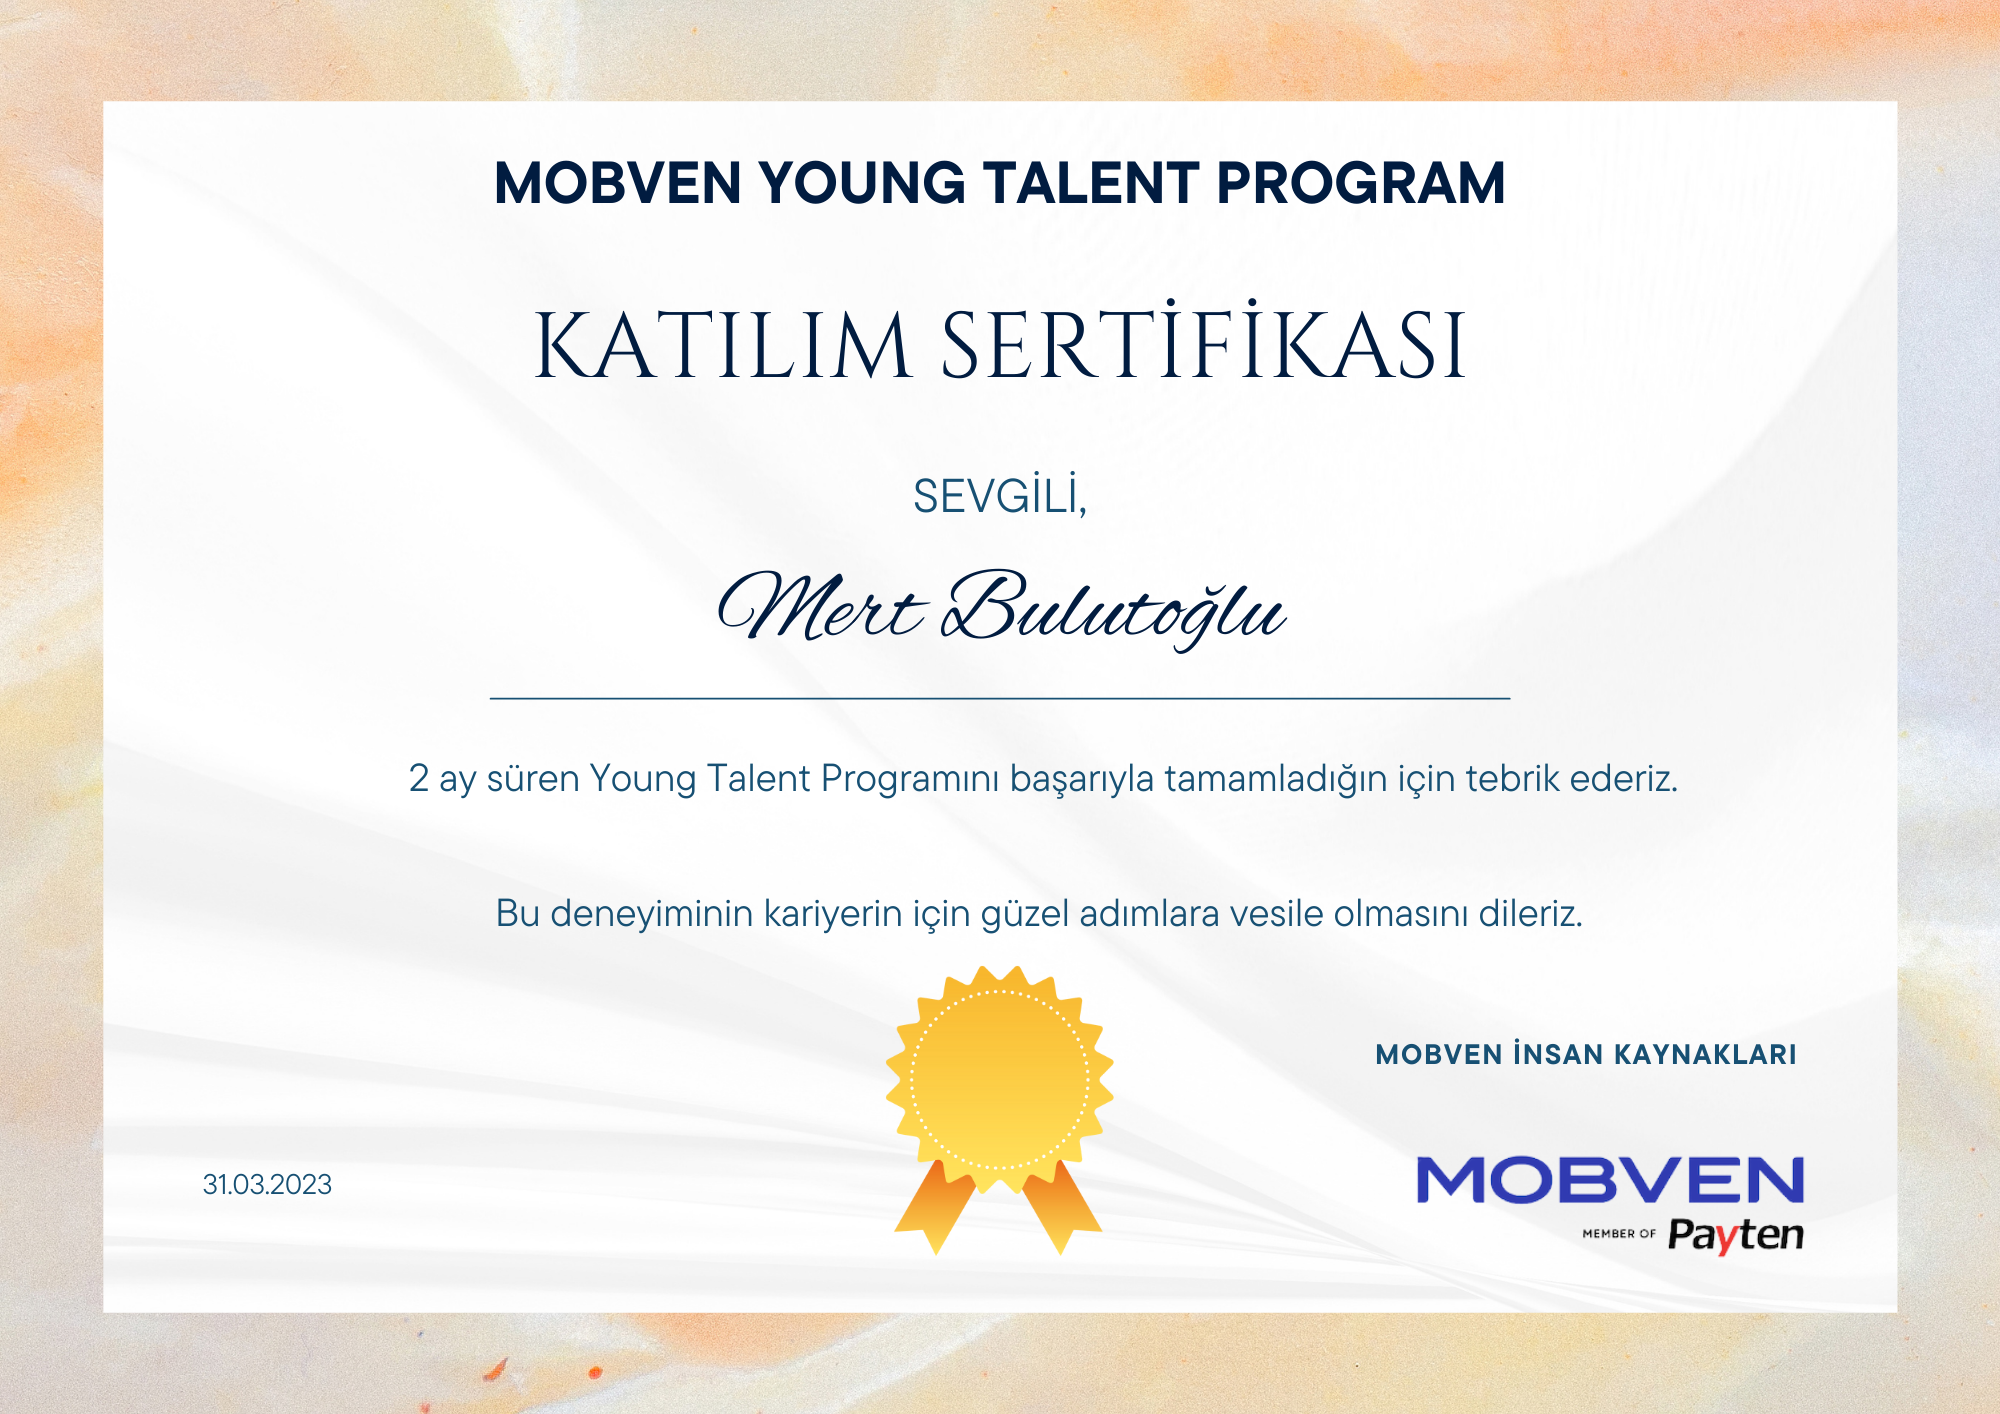 MOBVEN YOUNG TALENT PROGRAM
KATILIM SERTİFİKASI
SEVGİLİ,
Mert Bulutoğlu
2 ay süren Young Talent Programını başarıyla tamamladığın için tebrik ederiz.
Bu deneyiminin kariyerin için güzel adımlara vesile olmasını dileriz.
MOBVEN İNSAN KAYNAKLARI
31.03.2023
MOBVEN
MEMBER OF Payten